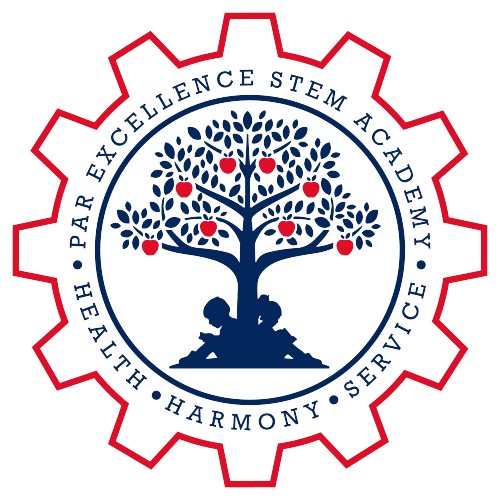 PAR EXCELLENCE STEM ACADEMY
• HEALTH • HARMONY • SERVICE •